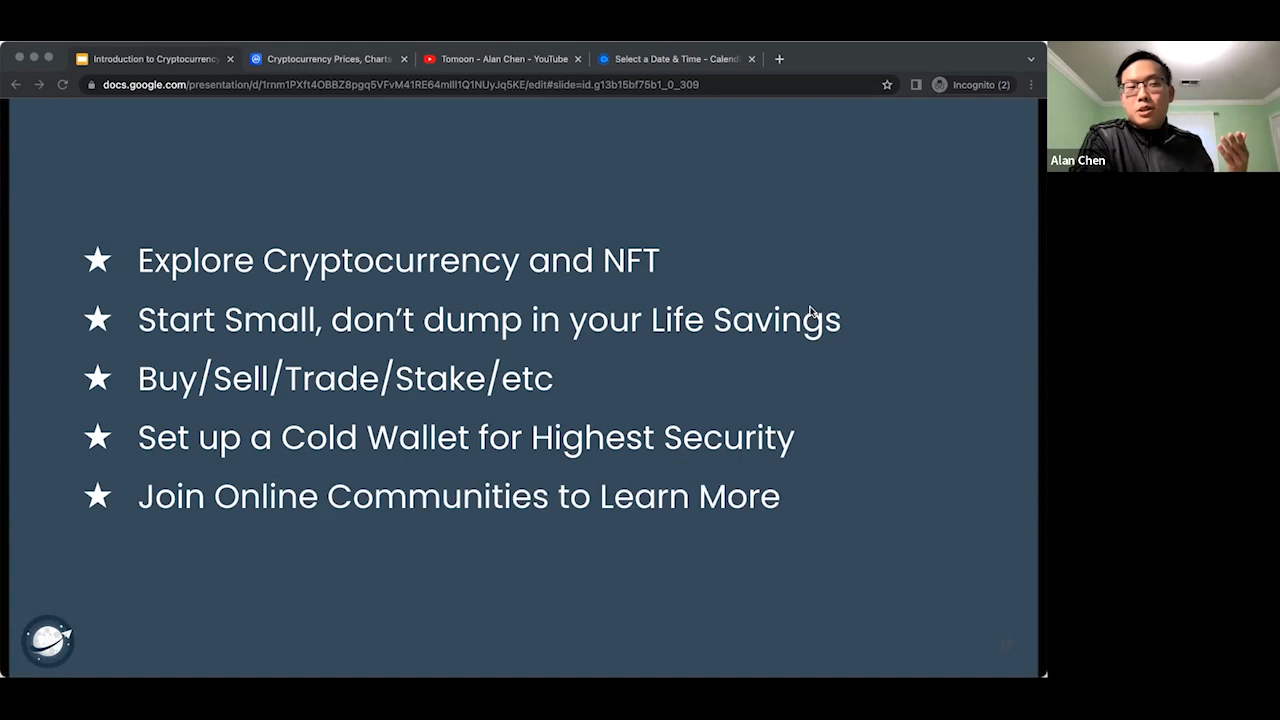 Introduction to Cryptocurrency
Cryptocurrency Prices, Charts
Tomoon - Alan Chen - YouTube
Select a Date & Time - Calend
docs.google.com/presentation/d/1rnm1PXft4OBBZ8pgq5VFvM41RE64mlll1Q1NUyJq5KE/edit#slide=id.g13b15bf75b1_0_309
Incognito (2)
Alan Chen
★ Explore Cryptocurrency and NFT
★ Start Small, don’t dump in your Life Savings
★ Buy/Sell/Trade/Stake/etc
★ Set up a Cold Wallet for Highest Security
★ Join Online Communities to Learn More